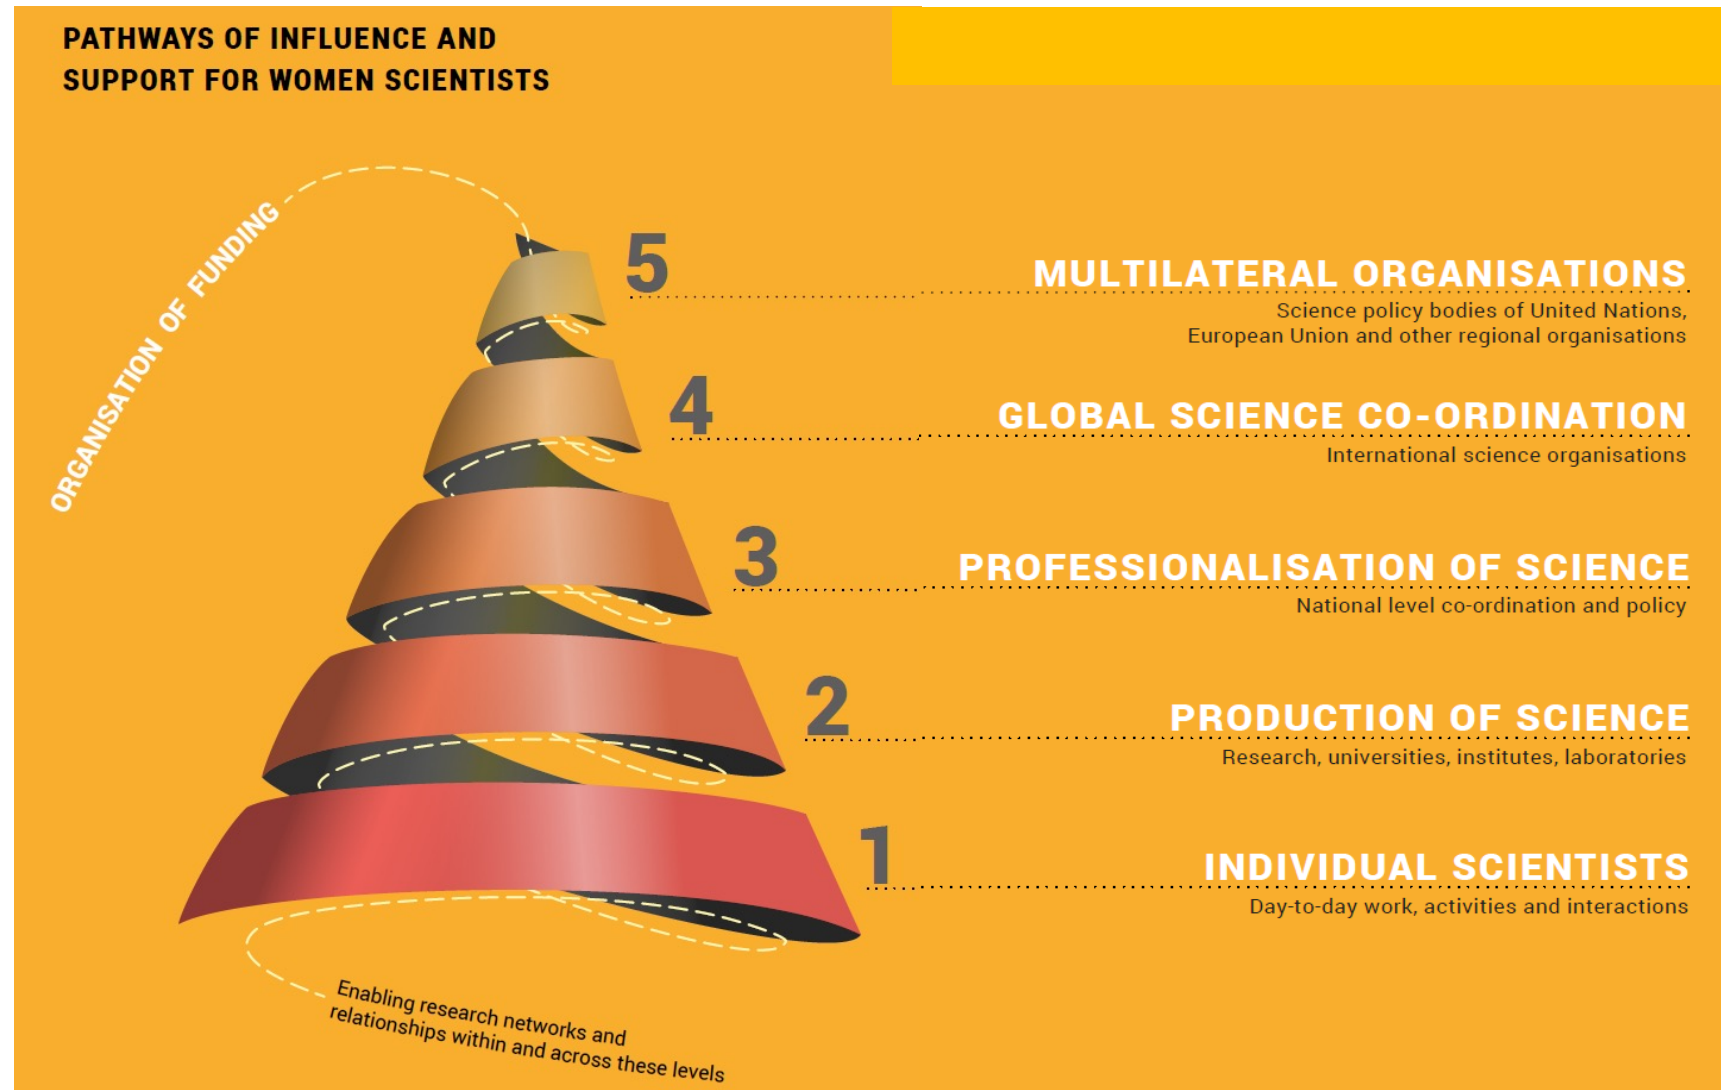 PATHWAYS OF INFLUENCE AND
SUPPORT FOR WOMEN SCIENTISTS
ORGANISATION OF FUNDING
5
MULTILATERAL ORGANISATIONS
Science policy bodies of United Nations,
European Union and other regional organisations
4
GLOBAL SCIENCE CO-ORDINATION
International science organisations
3
PROFESSIONALISATION OF SCIENCE
National level co-ordination and policy
2
PRODUCTION OF SCIENCE
Research, universities, institutes, laboratories
1
INDIVIDUAL SCIENTISTS
Day-to-day work, activities and interactions
Enabling research networks and
relationships within and across these levels